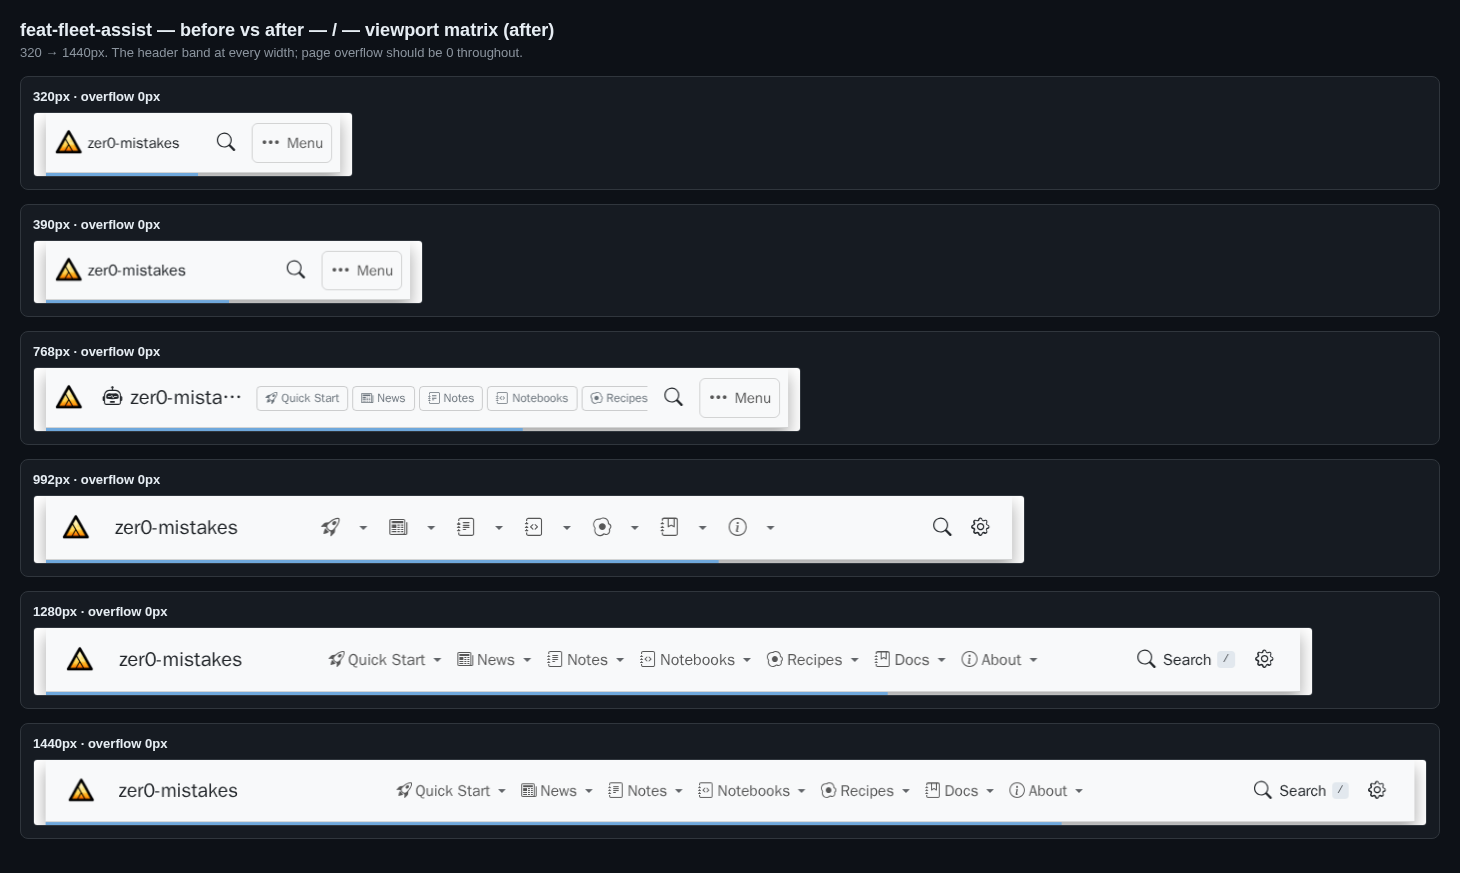 feat-fleet-assist — before vs after — / — viewport matrix (after)
320 → 1440px. The header band at every width; page overflow should be 0 throughout.
320px · overflow 0px
zer0-mistakes ••• Menu
390px · overflow 0px
zer0-mistakes ••• Menu
768px · overflow 0px
zer0-mista··· Quick Start News Notes Notebooks Recipes ••• Menu
992px · overflow 0px
zer0-mistakes
1280px · overflow 0px
zer0-mistakes Quick Start News Notes Notebooks Recipes Docs About Search /
1440px · overflow 0px
zer0-mistakes Quick Start News Notes Notebooks Recipes Docs About Search /